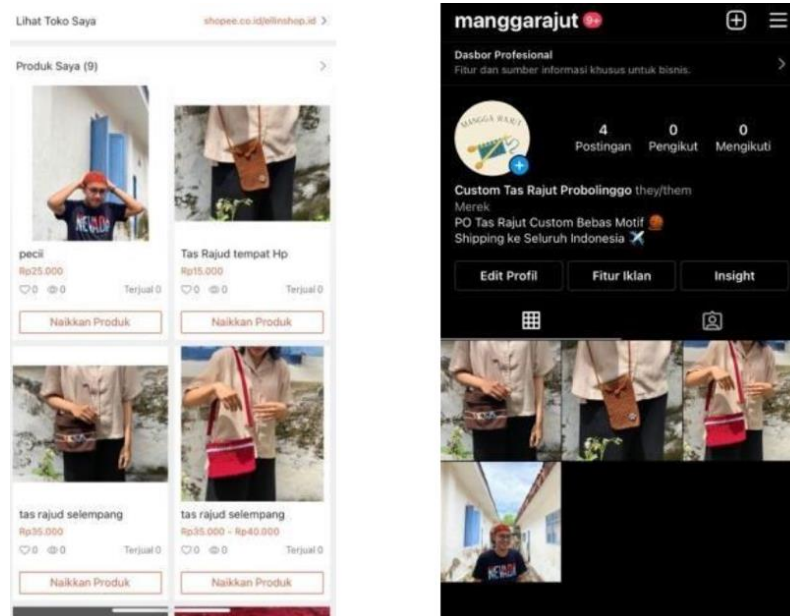 Lihat Toko Saya
shopee.co.id/ellinshop.id >
Produk Saya (9)
pecii
Rp25.000
0 0 Terjual 0
Naikkan Produk
Tas Rajud tempat Hp
Rp15.000
0 0 Terjual 0
Naikkan Produk
tas rajud selempang
Rp35.000
0 0 Terjual 0
Naikkan Produk
tas rajud selempang
Rp35.000 - Rp40.000
0 0 Terjual 0
Naikkan Produk
NEVADA
manggarajut 9+
Dasbor Profesional
Fitur dan sumber informasi khusus untuk bisnis.
MANGGA RAJUT
4 0 0
Postingan Pengikut Mengikuti
Custom Tas Rajut Probolinggo they/them
Merek
PO Tas Rajut Custom Bebas Motif
Shipping ke Seluruh Indonesia
Edit Profil Fitur Iklan Insight
NEVADA